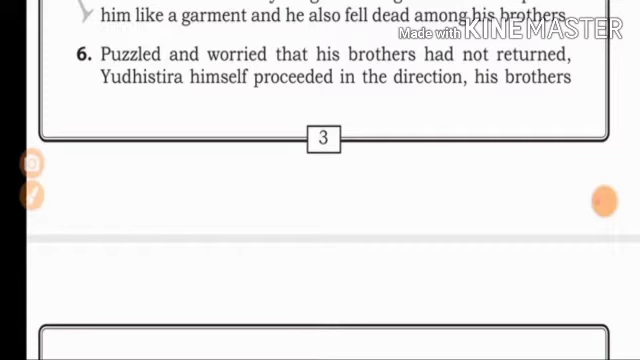 him like a garment and he also fell dead among his brothers
Made with KINEMASTER
6. Puzzled and worried that his brothers had not returned,
Yudhistira himself proceeded in the direction, his brothers
3